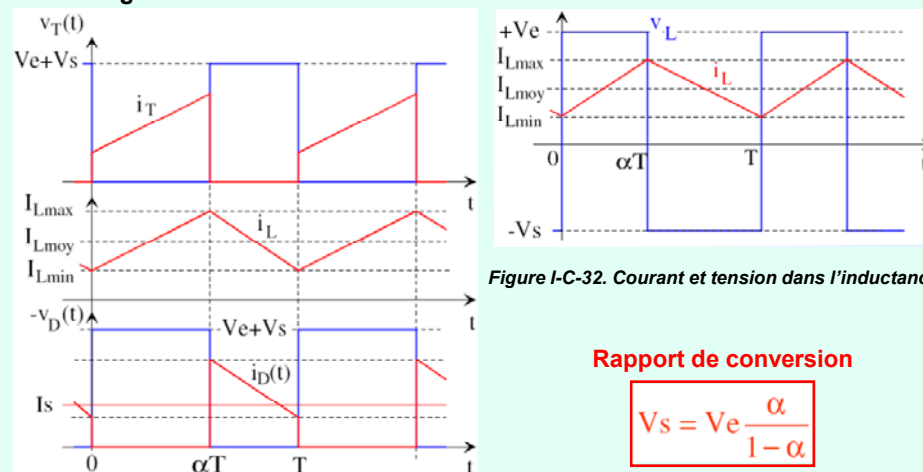 v_T(t)
Ve+Vs
i_T
t
I_Lmax
I_Lmoy
I_Lmin
i_L
t
-v_D(t)
Ve+Vs
i_D(t)
Is
0 αT T t
+Ve
v_L
I_Lmax
I_Lmoy
I_Lmin
i_L
0 αT T
-Vs
Figure I-C-32. Courant et tension dans l'inductanc
Rapport de conversion
Vs = Ve α / (1 − α)